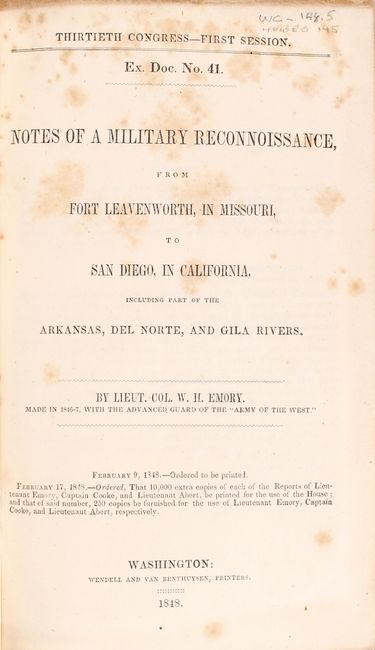 WC - 148.5
THIRTIETH CONGRESS—FIRST SESSION.
Ex. Doc. No. 41.
NOTES OF A MILITARY RECONNOISSANCE,
FROM
FORT LEAVENWORTH, IN MISSOURI,
TO
SAN DIEGO, IN CALIFORNIA,
INCLUDING PART OF THE
ARKANSAS, DEL NORTE, AND GILA RIVERS.
BY LIEUT. COL. W. H. EMORY.
MADE IN 1846-7, WITH THE ADVANCED GUARD OF THE "ARMY OF THE WEST."
FEBRUARY 9, 1848.—Ordered to be printed.
FEBRUARY 17, 1848.—Ordered, That 10,000 extra copies of each of the Reports of Lieu-
tenant Emory, Captain Cooke, and Lieutenant Abert, be printed for the use of the House;
and that of said number, 250 copies be furnished for the use of Lieutenant Emory, Captain
Cooke, and Lieutenant Abert, respectively.
WASHINGTON:
WENDELL AND VAN BENTHUYSEN, PRINTERS.
1848.